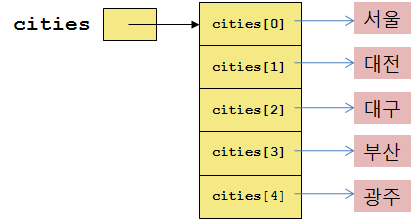 cities
cities[0] 서울
cities[1] 대전
cities[2] 대구
cities[3] 부산
cities[4] 광주